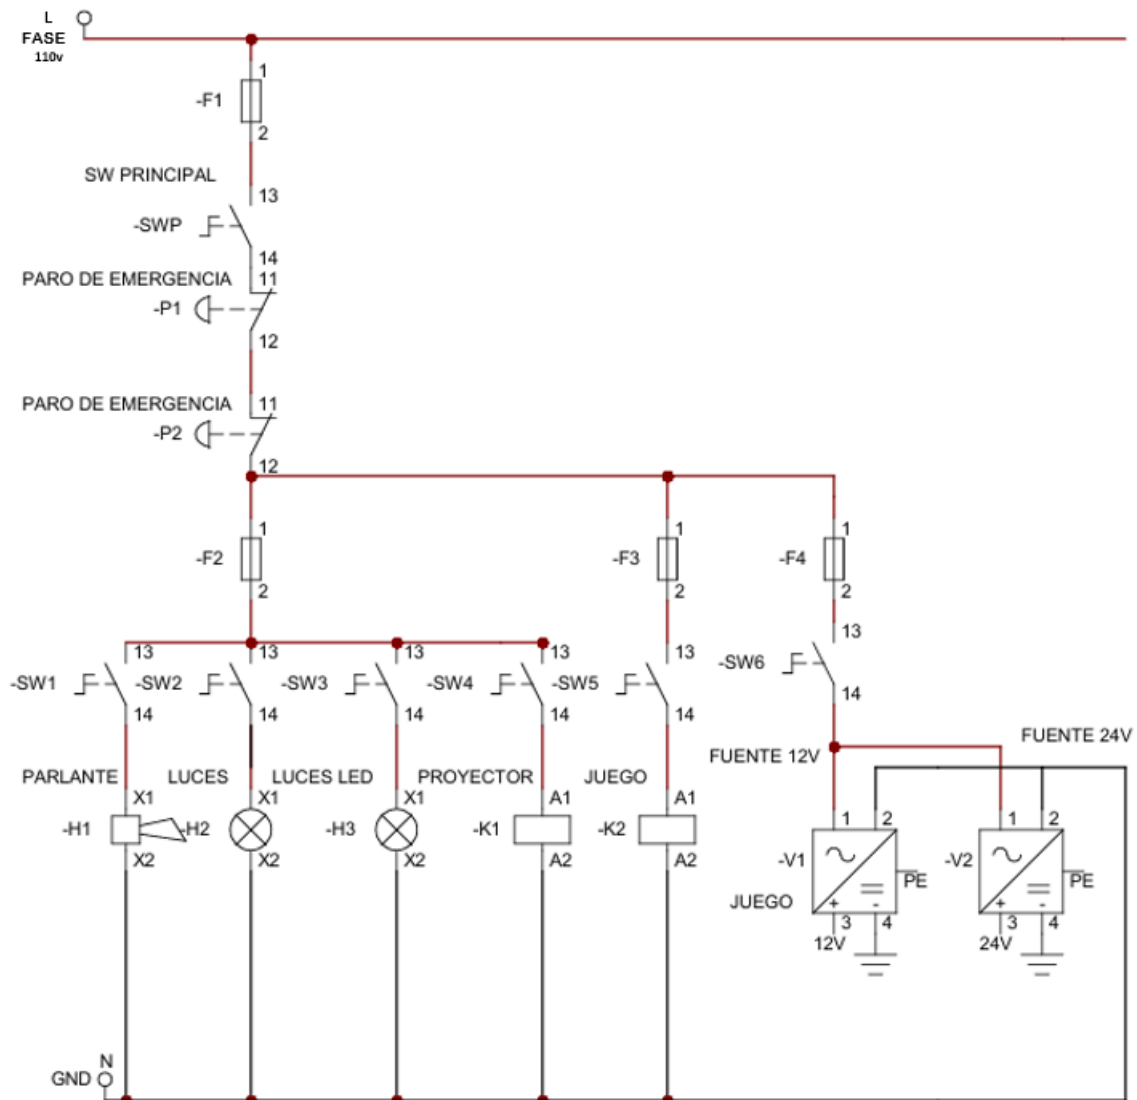 L
FASE
110v
1
-F1
2
SW PRINCIPAL
13
-SWP
14
PARO DE EMERGENCIA 11
-P1
12
PARO DE EMERGENCIA 11
-P2
12
1 1
-F2 -F3 -F4
2 2 2
13
-SW6
14
13 13 13 13 13
-SW1 -SW2 -SW3 -SW4 -SW5
14 14 14 14 14
FUENTE 12V FUENTE 24V
PARLANTE LUCES LUCES LED PROYECTOR JUEGO
X1 X1 X1 A1 A1
1 2 1 2
-H1 -H2 -H3 -K1 -K2
X2 X2 X2 A2 A2
-V1 -V2
PE PE
JUEGO
+ - + -
3 4 3 4
12V 24V
N
GND